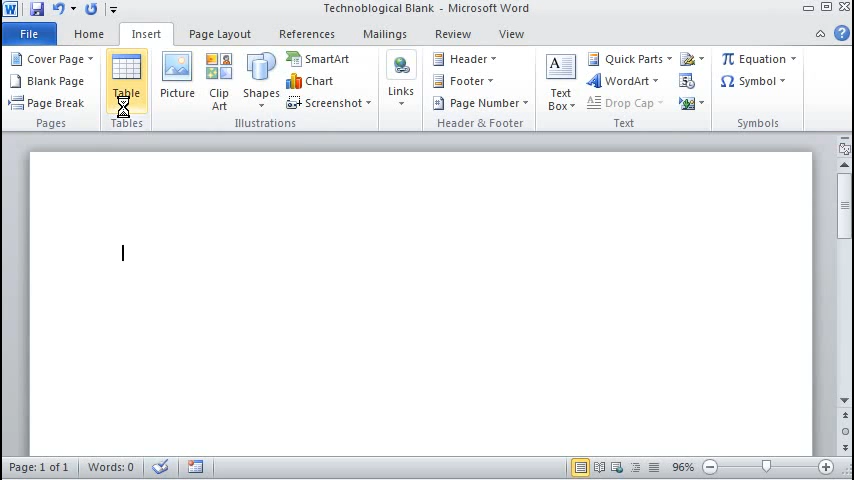 Technoblogical Blank - Microsoft Word
File Home Insert Page Layout References Mailings Review View
Cover Page
Blank Page
Page Break
Pages
Table
Tables
Picture
Clip Art
Shapes
SmartArt
Chart
Screenshot
Illustrations
Links
Header
Footer
Page Number
Header & Footer
Text Box
Quick Parts
WordArt
Drop Cap
Text
Equation
Symbol
Symbols
Page: 1 of 1 Words: 0 96%